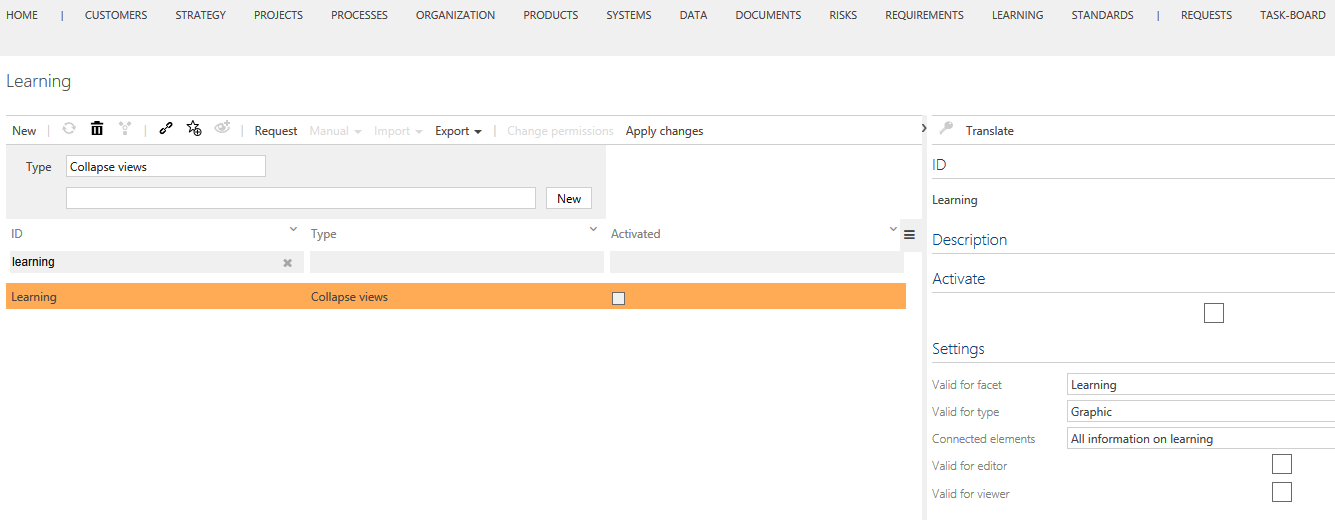 HOME | CUSTOMERS STRATEGY PROJECTS PROCESSES ORGANIZATION PRODUCTS SYSTEMS DATA DOCUMENTS RISKS REQUIREMENTS LEARNING STANDARDS | REQUESTS TASK-BOARD
Learning
New | | | Request Manual Import Export | Change permissions Apply changes
Type Collapse views
New
ID Type Activated
learning
Learning Collapse views
Translate
ID
Learning
Description
Activate
Settings
Valid for facet Learning
Valid for type Graphic
Connected elements All information on learning
Valid for editor
Valid for viewer